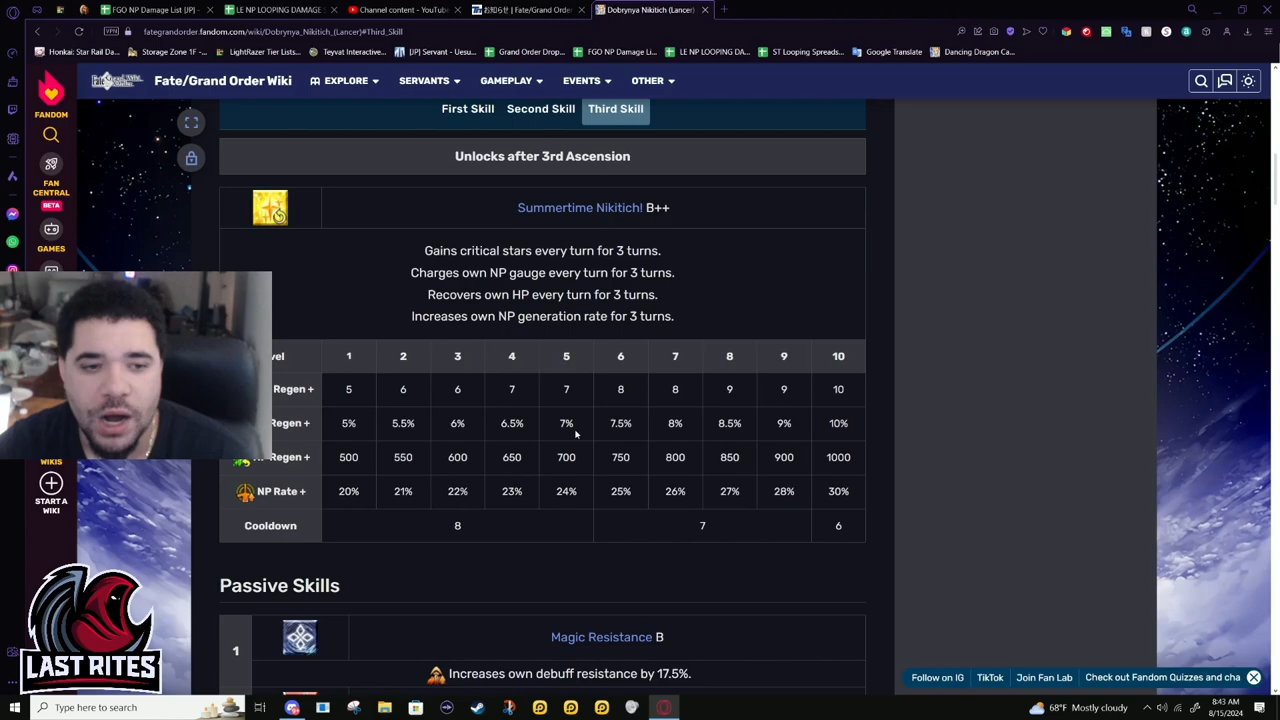 FGO NP Damage List [JP] -
LE NP LOOPING DAMAGE S
Channel content - YouTube
お知らせ | Fate/Grand Order
Dobrynya Nikitich (Lancer)
VPN
fategrandorder.fandom.com/wiki/Dobrynya_Nikitich_(Lancer)#Third_Skill
Honkai: Star Rail Da...
Storage Zone 1F -...
LightRazer Tier Lists...
Teyvat Interactive...
[JP] Servant - Uesu...
Grand Order Drop...
FGO NP Damage Li...
LE NP LOOPING DA...
ST Looping Spreads...
Google Translate
Dancing Dragon Ca...
Fate/Grand Order Wiki
EXPLORE
SERVANTS
GAMEPLAY
EVENTS
OTHER
FANDOM
FAN
CENTRAL
BETA
GAMES
WIKIS
START A
WIKI
First Skill
Second Skill
Third Skill
Unlocks after 3rd Ascension
Summertime Nikitich! B++
Gains critical stars every turn for 3 turns.
Charges own NP gauge every turn for 3 turns.
Recovers own HP every turn for 3 turns.
Increases own NP generation rate for 3 turns.
vel 1 2 3 4 5 6 7 8 9 10
Regen + 5 6 6 7 7 8 8 9 9 10
Regen + 5% 5.5% 6% 6.5% 7% 7.5% 8% 8.5% 9% 10%
Regen + 500 550 600 650 700 750 800 850 900 1000
NP Rate + 20% 21% 22% 23% 24% 25% 26% 27% 28% 30%
Cooldown 8 7 6
Passive Skills
1
Magic Resistance B
Increases own debuff resistance by 17.5%.
LAST RITES
Follow on IG
TikTok
Join Fan Lab
Check out Fandom Quizzes and cha
Type here to search
68°F Mostly cloudy
8:43 AM
8/15/2024